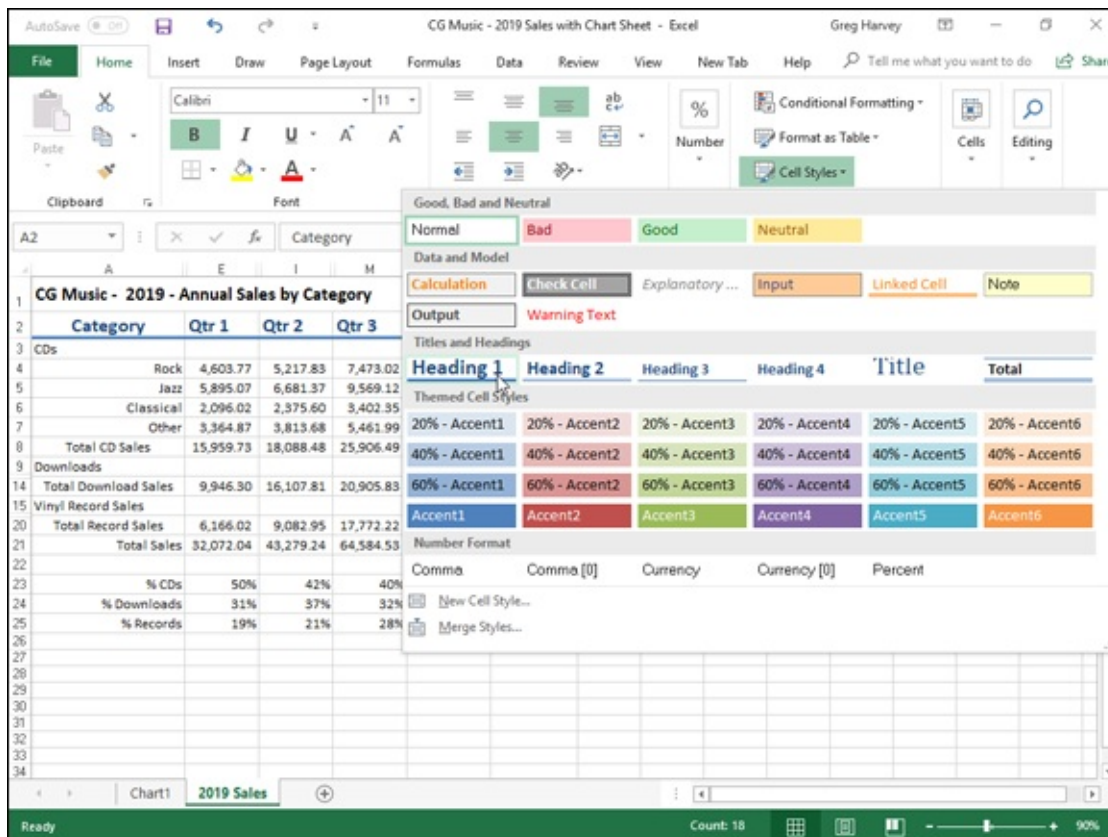 AutoSave Off CG Music - 2019 Sales with Chart Sheet - Excel Greg Harvey
File Home Insert Draw Page Layout Formulas Data Review View New Tab Help Tell me what you want to do Shar
Calibri 11 ab % Conditional Formatting
Paste B I U A A Number Format as Table Cells Editing
A Cell Styles
Clipboard Font
A2 fx Category
Good, Bad and Neutral
Normal Bad Good Neutral
Data and Model
Calculation Check Cell Explanatory ... Input Linked Cell Note
Output Warning Text
Titles and Headings
Heading 1 Heading 2 Heading 3 Heading 4 Title Total
Themed Cell Styles
20% - Accent1 20% - Accent2 20% - Accent3 20% - Accent4 20% - Accent5 20% - Accent6
40% - Accent1 40% - Accent2 40% - Accent3 40% - Accent4 40% - Accent5 40% - Accent6
60% - Accent1 60% - Accent2 60% - Accent3 60% - Accent4 60% - Accent5 60% - Accent6
Accent1 Accent2 Accent3 Accent4 Accent5 Accent6
Number Format
Comma Comma [0] Currency Currency [0] Percent
New Cell Style...
Merge Styles...
A E I M
1 CG Music - 2019 - Annual Sales by Category
2 Category Qtr 1 Qtr 2 Qtr 3
3 CDs
4 Rock 4,603.77 5,217.83 7,473.02
5 Jazz 5,895.07 6,681.37 9,569.12
6 Classical 2,096.02 2,375.60 3,402.35
7 Other 3,364.87 3,813.68 5,461.99
8 Total CD Sales 15,959.73 18,088.48 25,906.49
9 Downloads
14 Total Download Sales 9,946.30 16,107.81 20,905.83
15 Vinyl Record Sales
20 Total Record Sales 6,166.02 9,082.95 17,772.22
21 Total Sales 32,072.04 43,279.24 64,584.53
22
23 % CDs 50% 42% 40%
24 % Downloads 31% 37% 32%
25 % Records 19% 21% 28%
26
27
28
29
30
31
32
33
34
Chart1 2019 Sales
Ready Count: 18 90%